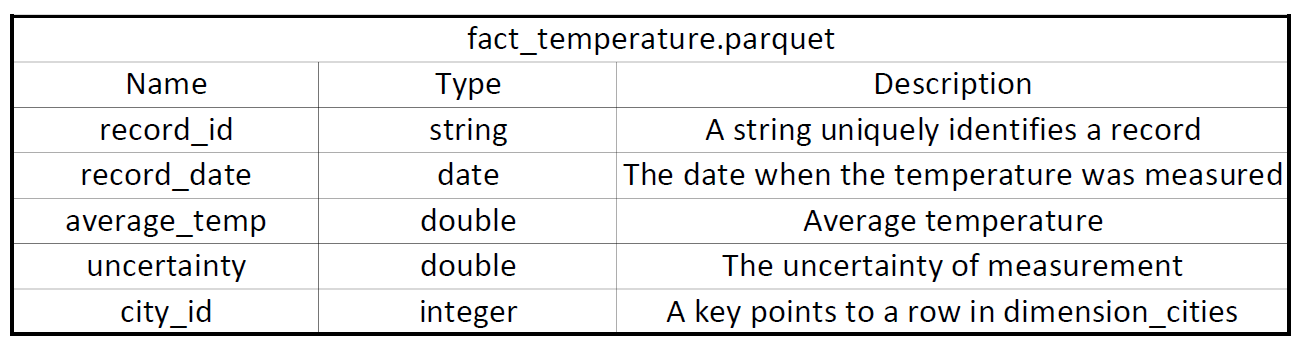 fact_temperature.parquet
Name Type Description
record_id string A string uniquely identifies a record
record_date date The date when the temperature was measured
average_temp double Average temperature
uncertainty double The uncertainty of measurement
city_id integer A key points to a row in dimension_cities